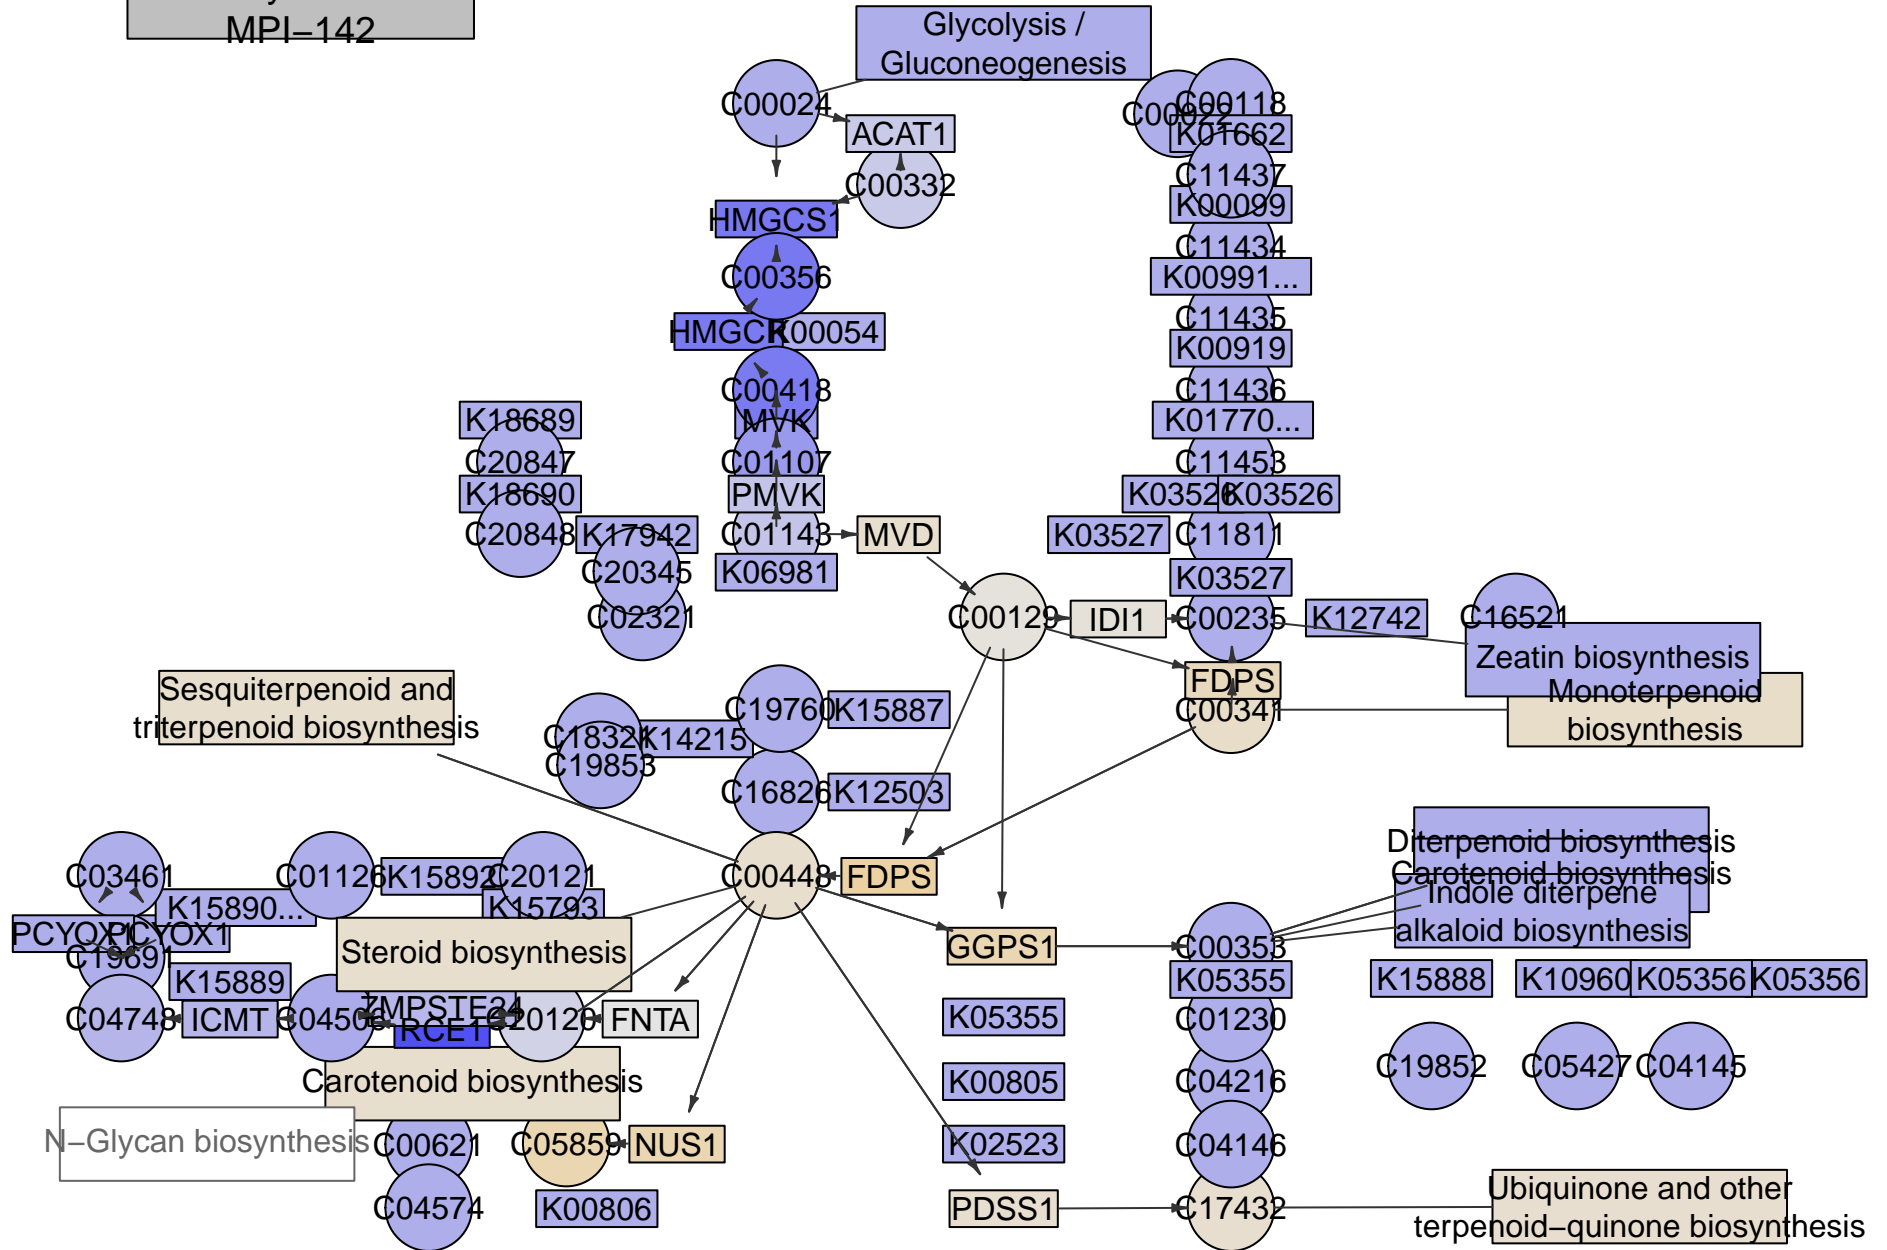 MPI−142
Glycolysis /
Gluconeogenesis
C00024
C00022
C00118
ACAT1
K01662
C00332
C11437
K00099
HMGCS1
C11434
C00356
K00991...
C11435
HMGCR
K00054
K00919
C00418
C11436
K18689
MVK
K01770...
C20847
C01107
C11453
K18690
PMVK
K03526
K03526
C20848
K17942
C01143
MVD
K03527
C11811
C20345
K06981
K03527
C02321
C00129
IDI1
C00235
K12742
C16521
Zeatin biosynthesis
Sesquiterpenoid and
triterpenoid biosynthesis
FDPS
Monoterpenoid
biosynthesis
C19760
K15887
C00341
C18324
K14215
C19853
C16826
K12503
Diterpenoid biosynthesis
Carotenoid biosynthesis
C03461
C01126
K15892
C20121
C00448
FDPS
Indole diterpene
alkaloid biosynthesis
K15890...
K15793
PCYOX1
PCYOX1
C19691
Steroid biosynthesis
GGPS1
C00353
K15889
K05355
K15888
K10960
K05356
K05356
C04748
ICMT
C04506
ZMPSTE24
RCE1
C20120
FNTA
K05355
C01230
Carotenoid biosynthesis
K00805
C04216
C19852
C05427
C04145
N−Glycan biosynthesis
C00621
C05859
NUS1
K02523
C04146
C04574
K00806
PDSS1
C17432
Ubiquinone and other
terpenoid−quinone biosynthesis